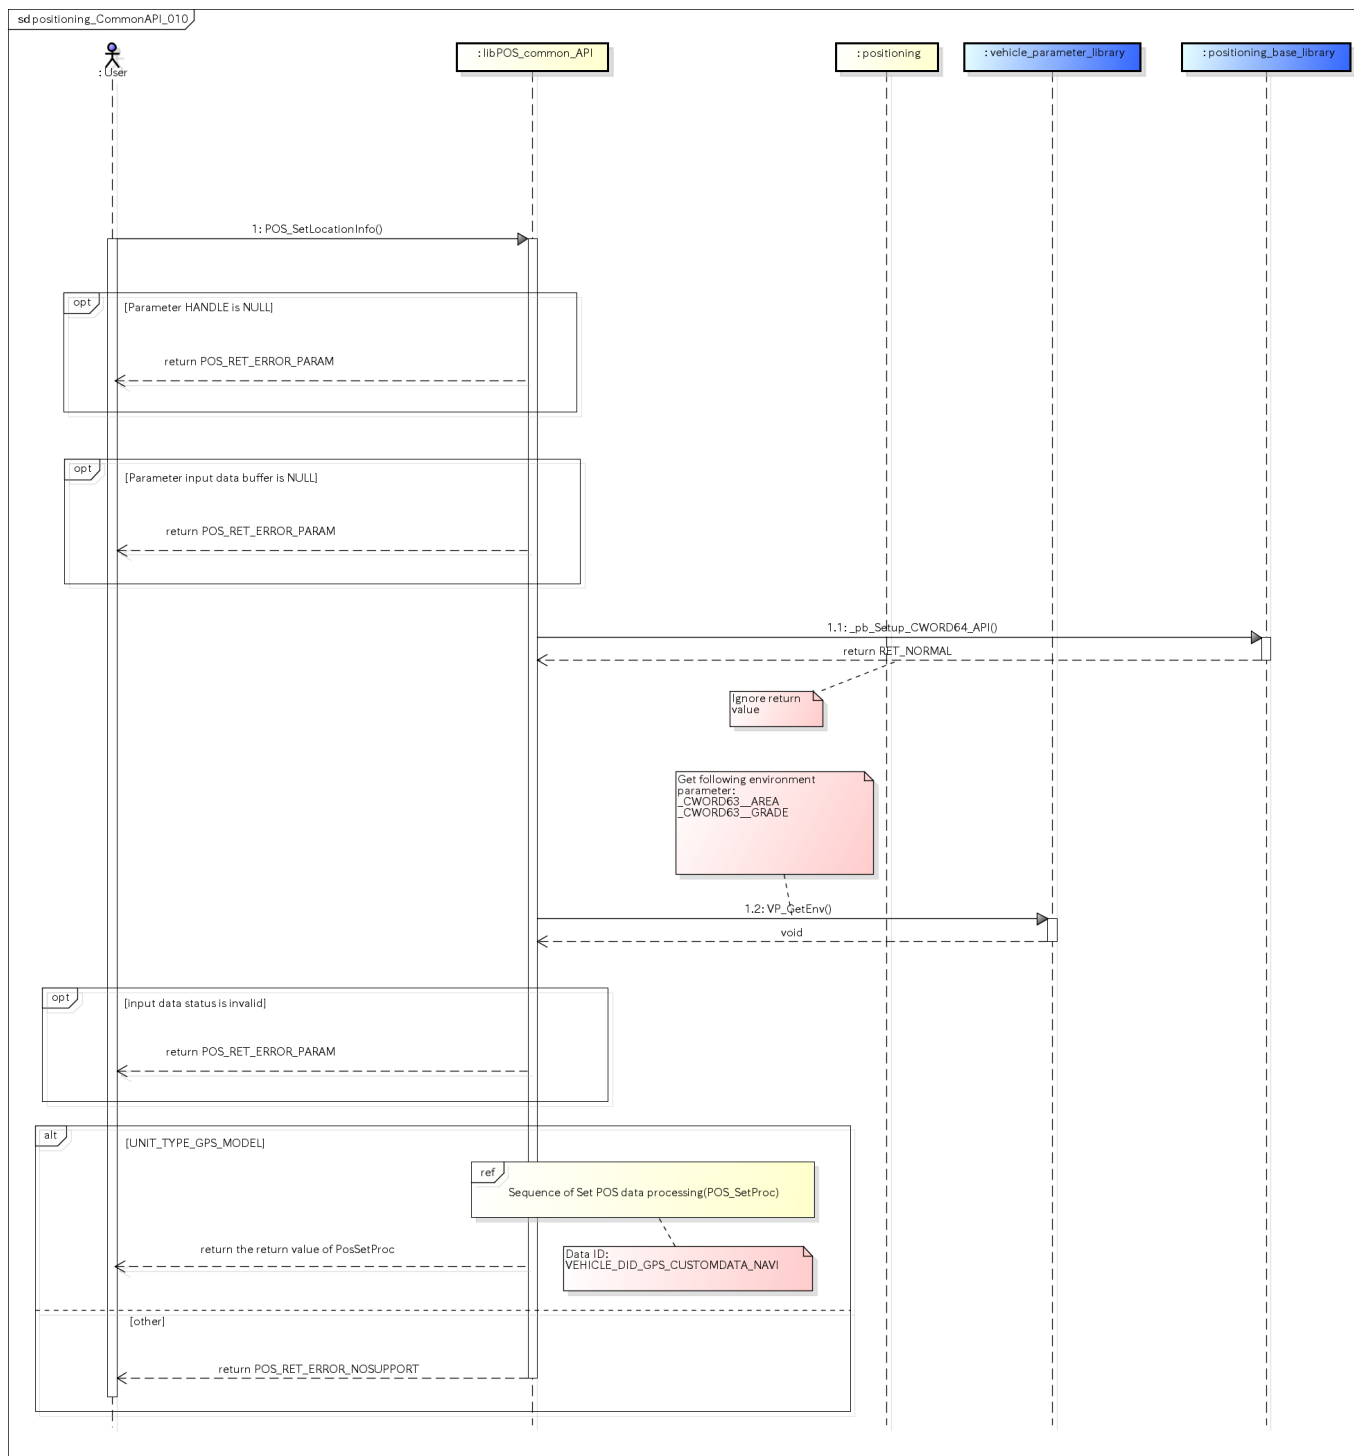 sd positioning_CommonAPI_010
: User
: libPOS_common_API
: positioning
: vehicle_parameter_library
: positioning_base_library
1: POS_SetLocationInfo()
opt
[Parameter HANDLE is NULL]
return POS_RET_ERROR_PARAM
opt
[Parameter input data buffer is NULL]
return POS_RET_ERROR_PARAM
1.1: _pb_Setup_CWORD64_API()
return RET_NORMAL
Ignore return
value
Get following environment
parameter:
_CWORD63__AREA
_CWORD63__GRADE
1.2: VP_GetEnv()
void
opt
[input data status is invalid]
return POS_RET_ERROR_PARAM
alt
[UNIT_TYPE_GPS_MODEL]
ref
Sequence of Set POS data processing(POS_SetProc)
return the return value of PosSetProc
Data ID:
VEHICLE_DID_GPS_CUSTOMDATA_NAVI
[other]
return POS_RET_ERROR_NOSUPPORT